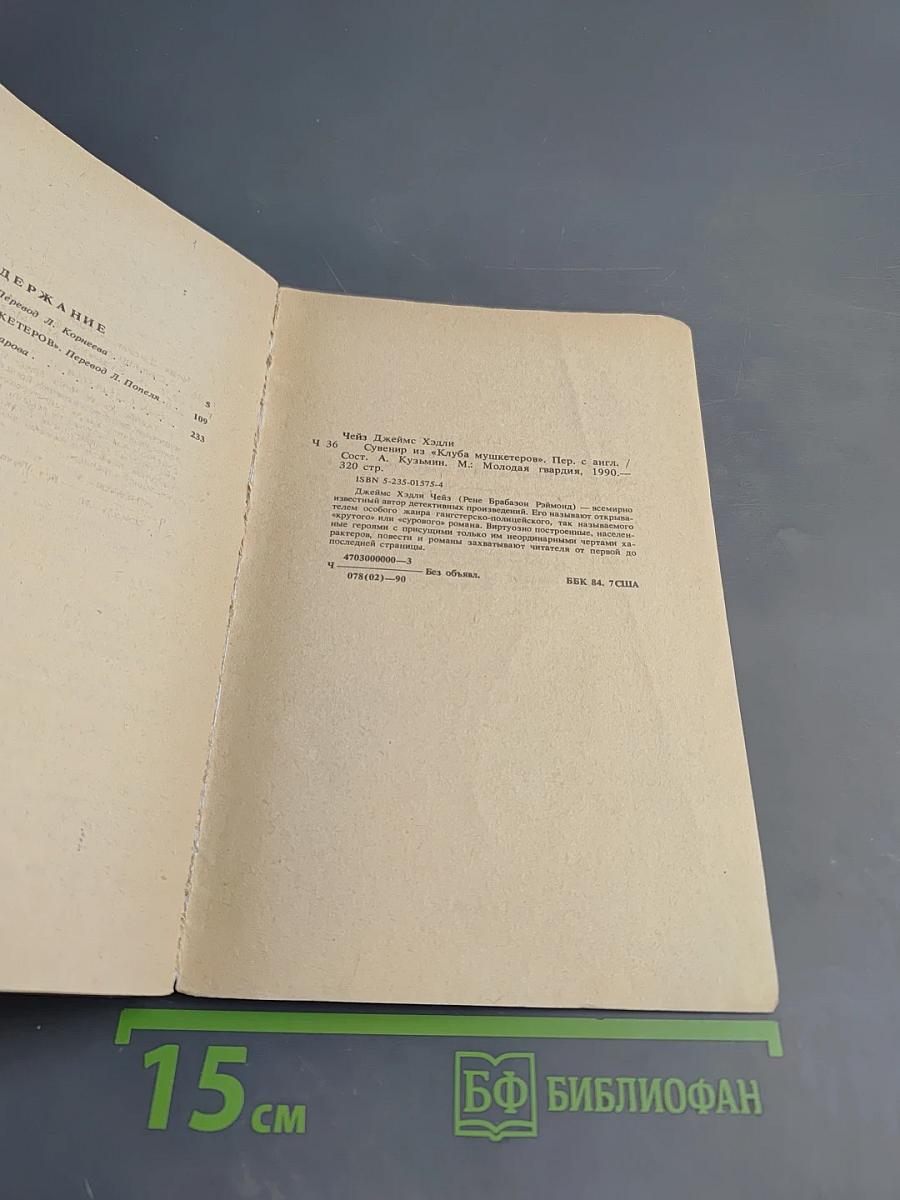 ДЕРЖАНИЕ
Перевод Л. Корнеева . . . . . 8
КЕТЕРОВ». Перевод Л. Попеля . . . 109
арова . . . . . . . . . . 233
Чейз Джеймс Хэдли
Ч 36 Сувенир из «Клуба мушкетеров». Пер. с англ. /
Сост. А. Кузьмин. М.: Молодая гвардия, 1990.—
320 стр.
ISBN 5-235-01575-4
Джеймс Хэдли Чейз (Рене Брабазон Рэймонд) — всемирно
известный автор детективных произведений. Его называют открыва-
телем особого жанра гангстерско-полицейского, так называемого
«крутого» или «сурового» романа. Виртуозно построенные, населен-
ные героями с присущими только им неординарными чертами ха-
рактеров, повести и романы захватывают читателя от первой до
последней страницы.
4703000000—3
Ч Без объявл. ББК 84. 7США
078(02)—90
15 см
БФ БИБЛИОФАН